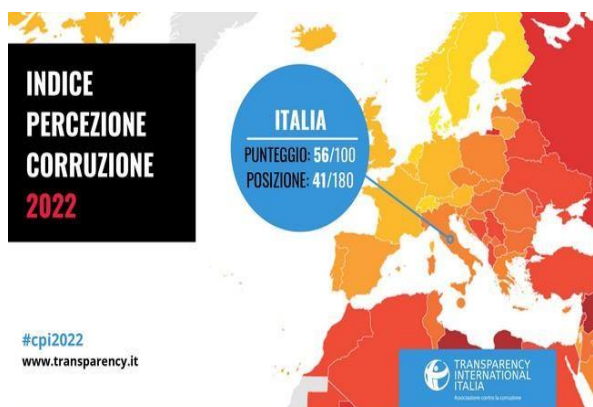 INDICE
PERCEZIONE
CORRUZIONE
2022
ITALIA
PUNTEGGIO: 56/100
POSIZIONE: 41/180
#cpi2022
www.transparency.it
TRANSPARENCY
INTERNATIONAL
ITALIA
Associazione contro la corruzione